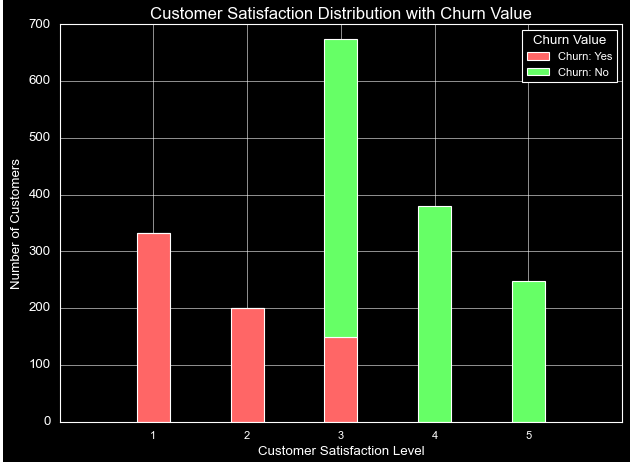 Customer Satisfaction Distribution with Churn Value
700
600
500
400
300
200
100
0
Number of Customers
Churn Value
Churn: Yes
Churn: No
1 2 3 4 5
Customer Satisfaction Level